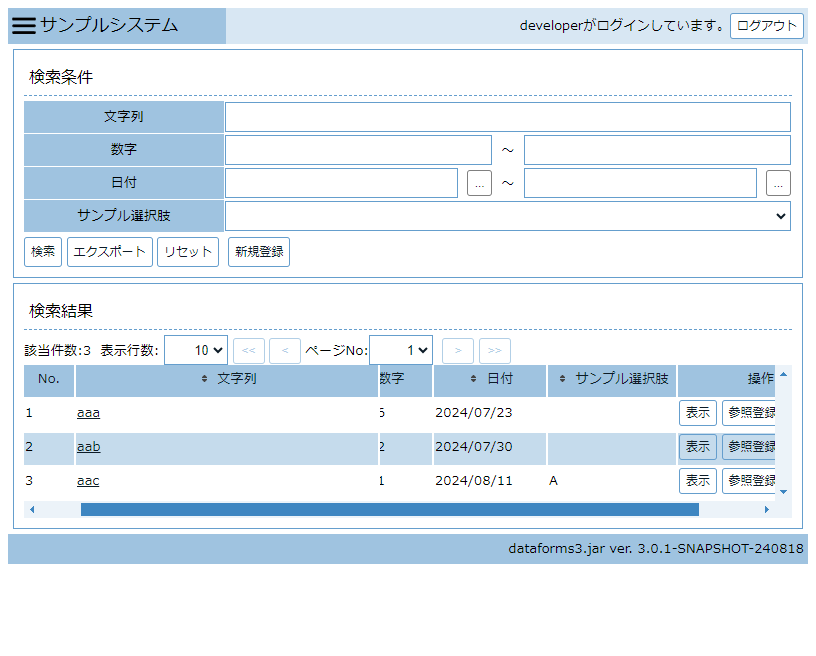 サンプルシステム developerがログインしています。 ログアウト
検索条件
文字列
数字 ～
日付 ... ～ ...
サンプル選択肢
検索 エクスポート リセット 新規登録
検索結果
該当件数:3 表示行数: 10 << < ページNo: 1 > >>
No. 文字列 数字 日付 サンプル選択肢 操作
1 aaa 2024/07/23 表示 参照登録
2 aab 2 2024/07/30 表示 参照登録
3 aac 1 2024/08/11 A 表示 参照登録
dataforms3.jar ver. 3.0.1-SNAPSHOT-240818